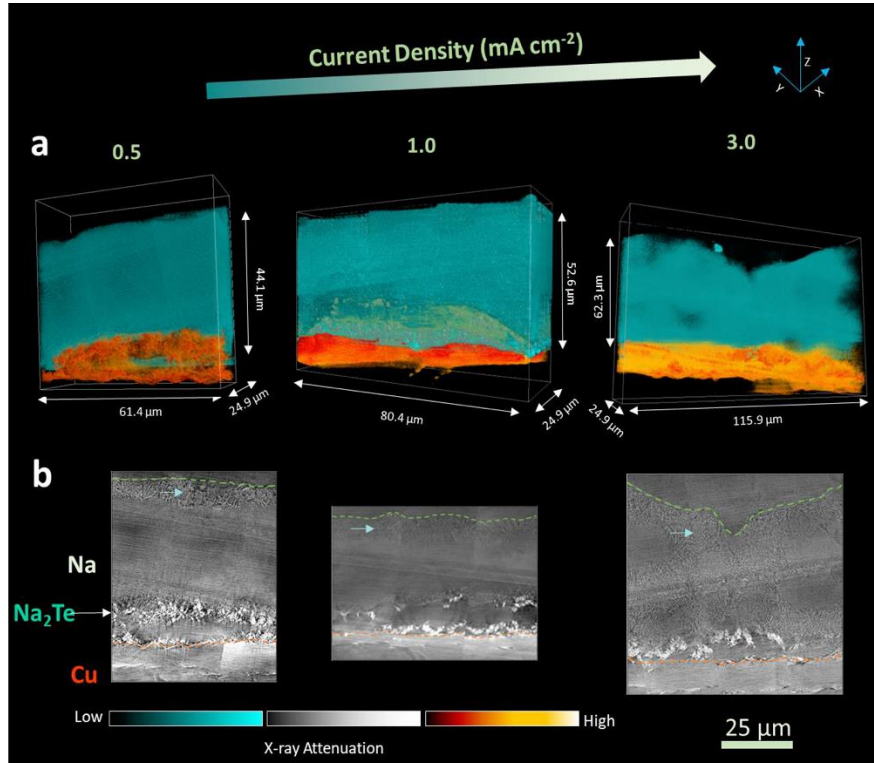 Current Density (mA cm⁻²)
Z
Y
X
a
0.5
1.0
3.0
44.1 µm
61.4 µm
24.9 µm
52.6 µm
80.4 µm
24.9 µm
62.3 µm
24.9 µm
115.9 µm
b
Na
Na₂Te
Cu
Low
High
X-ray Attenuation
25 µm